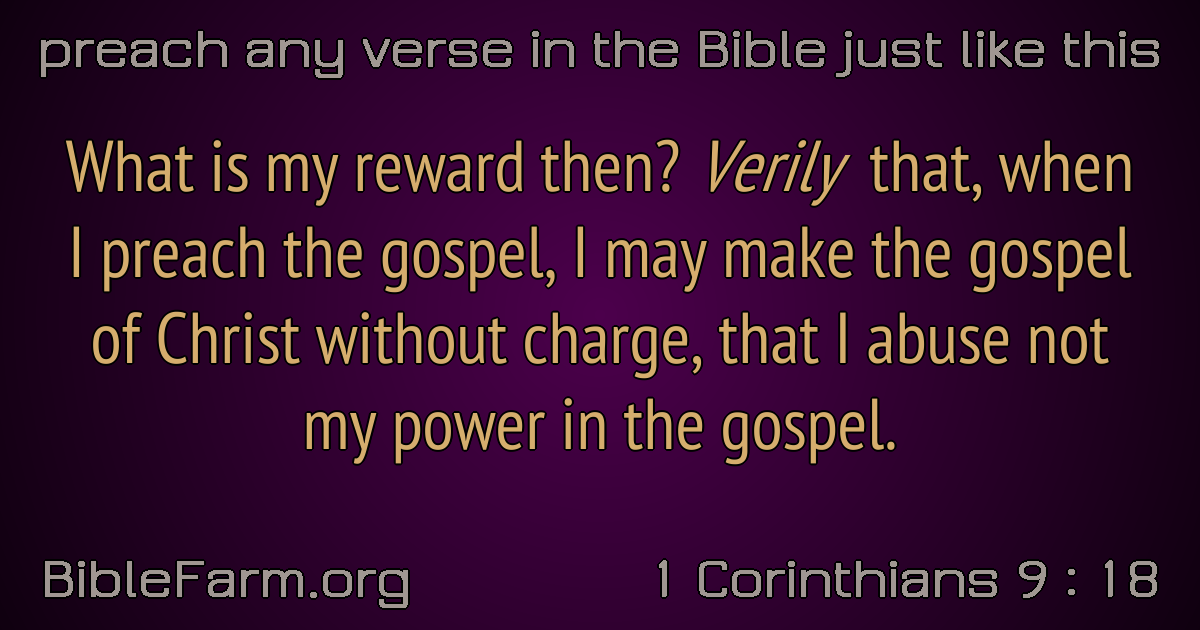 preach any verse in the Bible just like this
What is my reward then? Verily that, when
I preach the gospel, I may make the gospel
of Christ without charge, that I abuse not
my power in the gospel.
BibleFarm.org
1 Corinthians 9 : 18